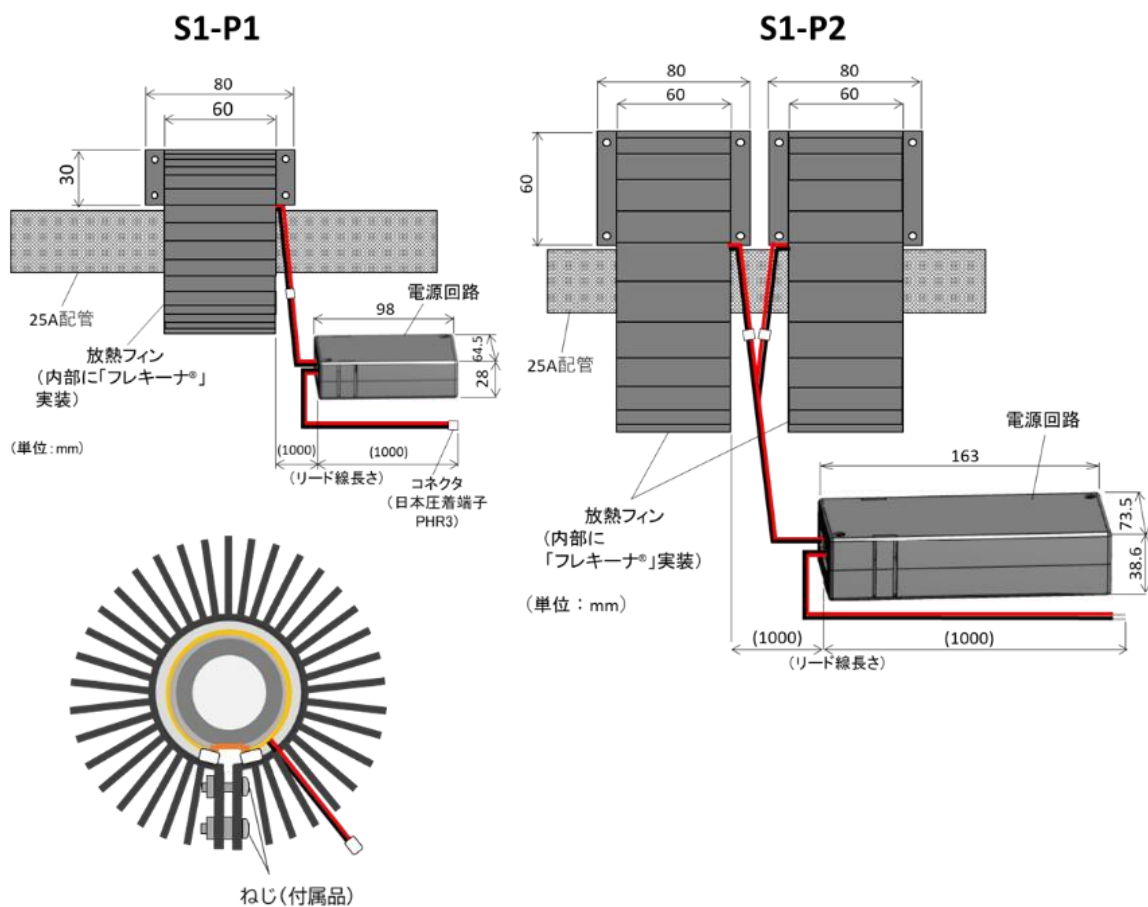 S1-P1
80
60
30
25A配管
放熱フィン
(内部に「フレキーナ®」
実装)
(単位:mm)
電源回路
98
64.5
28
(1000)
(1000)
(リード線長さ)
コネクタ
(日本圧着端子
PHR3)
ねじ(付属品)
S1-P2
80
80
60
60
60
25A配管
放熱フィン
(内部に
「フレキーナ®」実装)
(単位:mm)
電源回路
163
73.5
38.6
(1000)
(1000)
(リード線長さ)